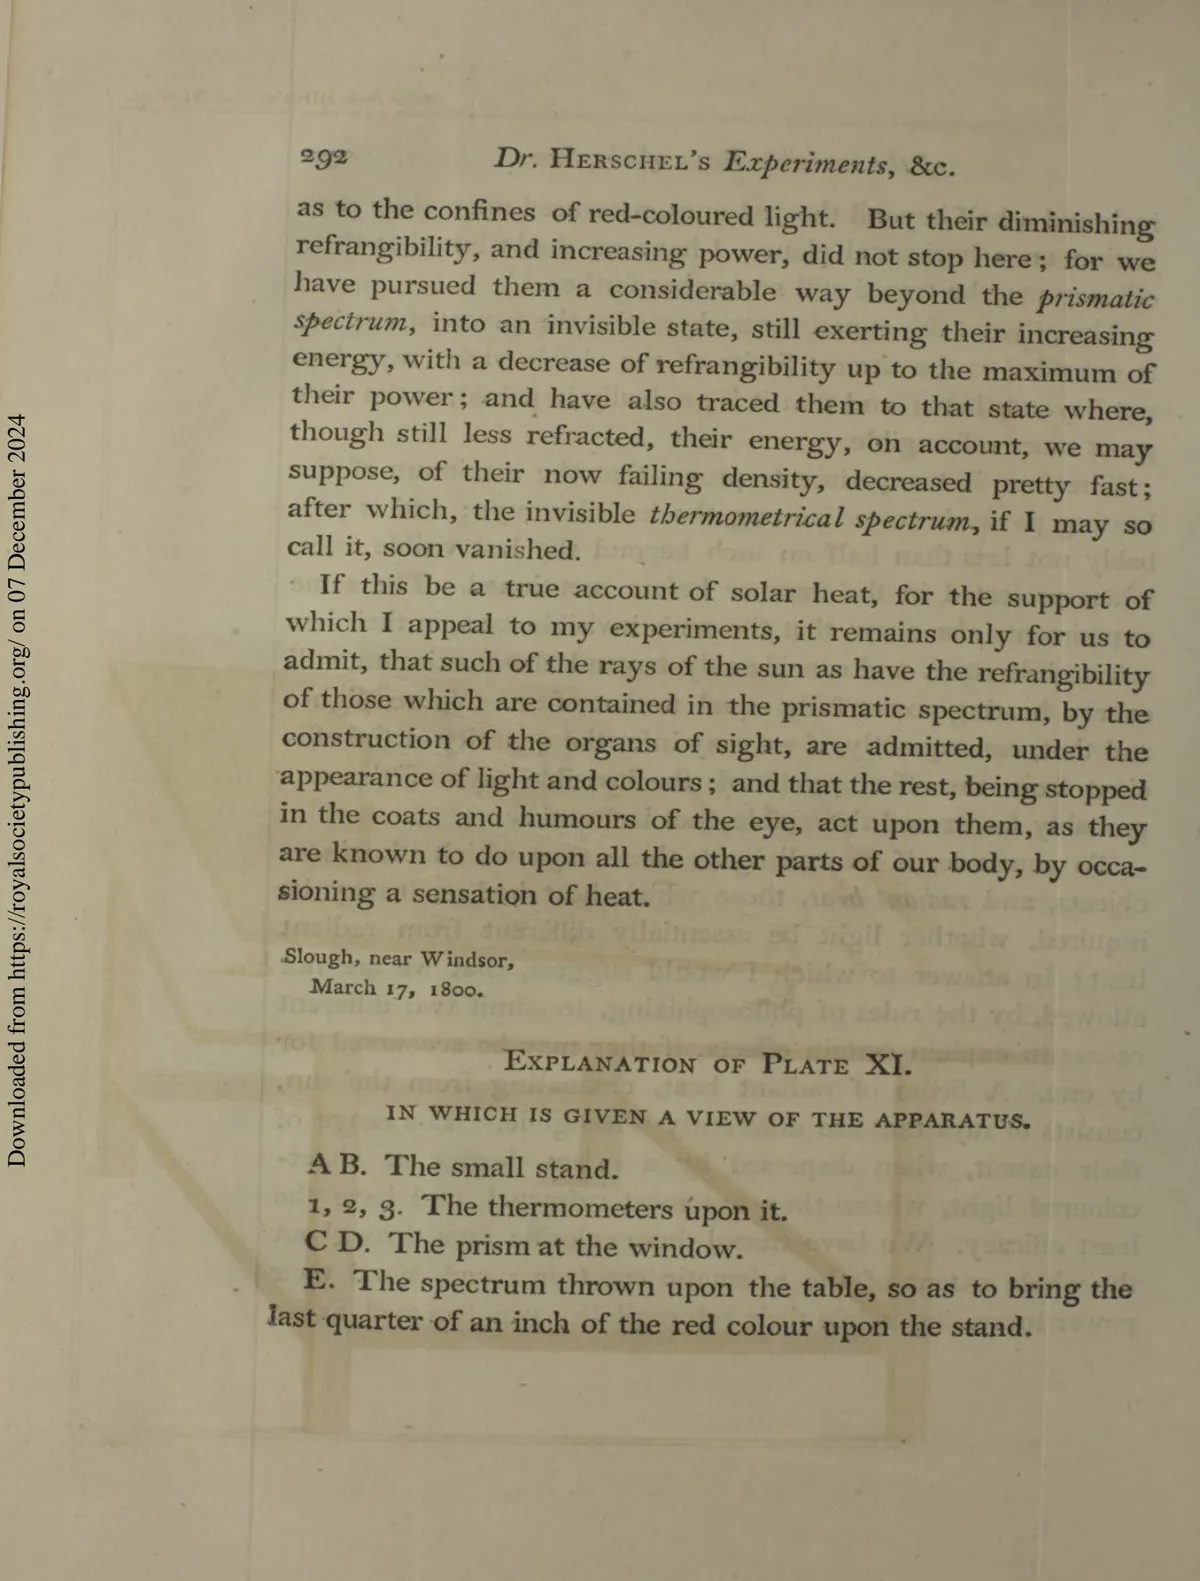 292 Dr. HERSCHEL's Experiments, &c.
as to the confines of red-coloured light. But their diminishing
refrangibility, and increasing power, did not stop here; for we
have pursued them a considerable way beyond the prismatic
spectrum, into an invisible state, still exerting their increasing
energy, with a decrease of refrangibility up to the maximum of
their power; and have also traced them to that state where,
though still less refracted, their energy, on account, we may
suppose, of their now failing density, decreased pretty fast;
after which, the invisible thermometrical spectrum, if I may so
call it, soon vanished.
If this be a true account of solar heat, for the support of
which I appeal to my experiments, it remains only for us to
admit, that such of the rays of the sun as have the refrangibility
of those which are contained in the prismatic spectrum, by the
construction of the organs of sight, are admitted, under the
appearance of light and colours; and that the rest, being stopped
in the coats and humours of the eye, act upon them, as they
are known to do upon all the other parts of our body, by occa-
sioning a sensation of heat.
Slough, near Windsor,
March 17, 1800.
EXPLANATION OF PLATE XI.
IN WHICH IS GIVEN A VIEW OF THE APPARATUS.
A B. The small stand.
1, 2, 3. The thermometers upon it.
C D. The prism at the window.
E. The spectrum thrown upon the table, so as to bring the
last quarter of an inch of the red colour upon the stand.
Downloaded from https://royalsocietypublishing.org/ on 07 December 2024